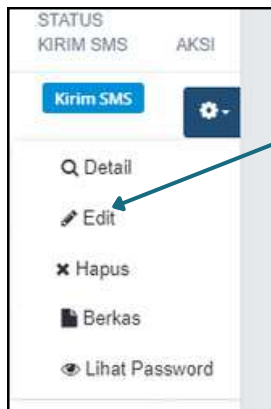 STATUS
KIRIM SMS AKSI
Kirim SMS
Detail
Edit
Hapus
Berkas
Lihat Password